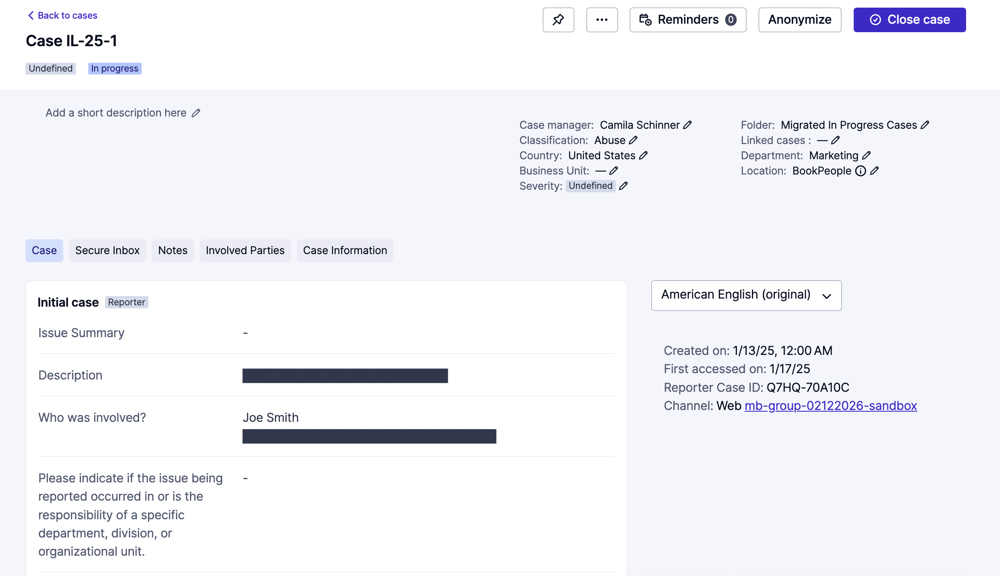 Back to cases
Case IL-25-1
Undefined In progress
Reminders 0 Anonymize Close case
Add a short description here
Case manager: Camila Schinner
Classification: Abuse
Country: United States
Business Unit: —
Severity: Undefined
Folder: Migrated In Progress Cases
Linked cases : —
Department: Marketing
Location: BookPeople
Case Secure Inbox Notes Involved Parties Case Information
Initial case Reporter
Issue Summary -
Description
Who was involved? Joe Smith
Please indicate if the issue being -
reported occurred in or is the
responsibility of a specific
department, division, or
organizational unit.
American English (original)
Created on: 1/13/25, 12:00 AM
First accessed on: 1/17/25
Reporter Case ID: Q7HQ-70A10C
Channel: Web mb-group-02122026-sandbox